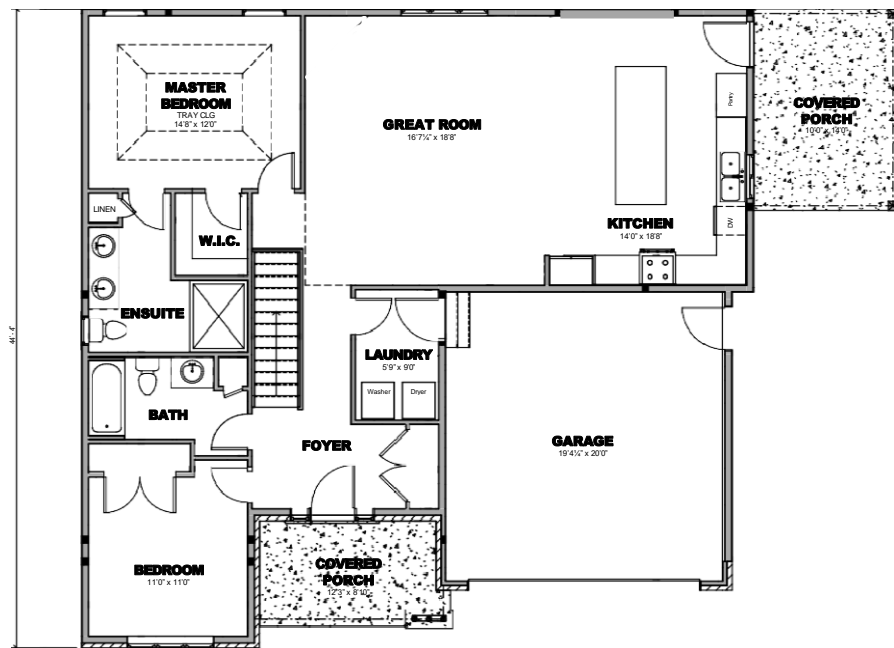 MASTER
BEDROOM
TRAY CLG
14'8" x 12'0"
GREAT ROOM
16'7¼" x 18'8"
Pantry
COVERED
PORCH
10'0" x 14'0"
LINEN
W.I.C.
KITCHEN
14'0" x 18'8"
DW
ENSUITE
44'-4"
LAUNDRY
5'9" x 9'0"
Washer
Dryer
BATH
FOYER
GARAGE
19'4¼" x 20'0"
BEDROOM
11'0" x 11'0"
COVERED
PORCH
12'3" x 8'10"